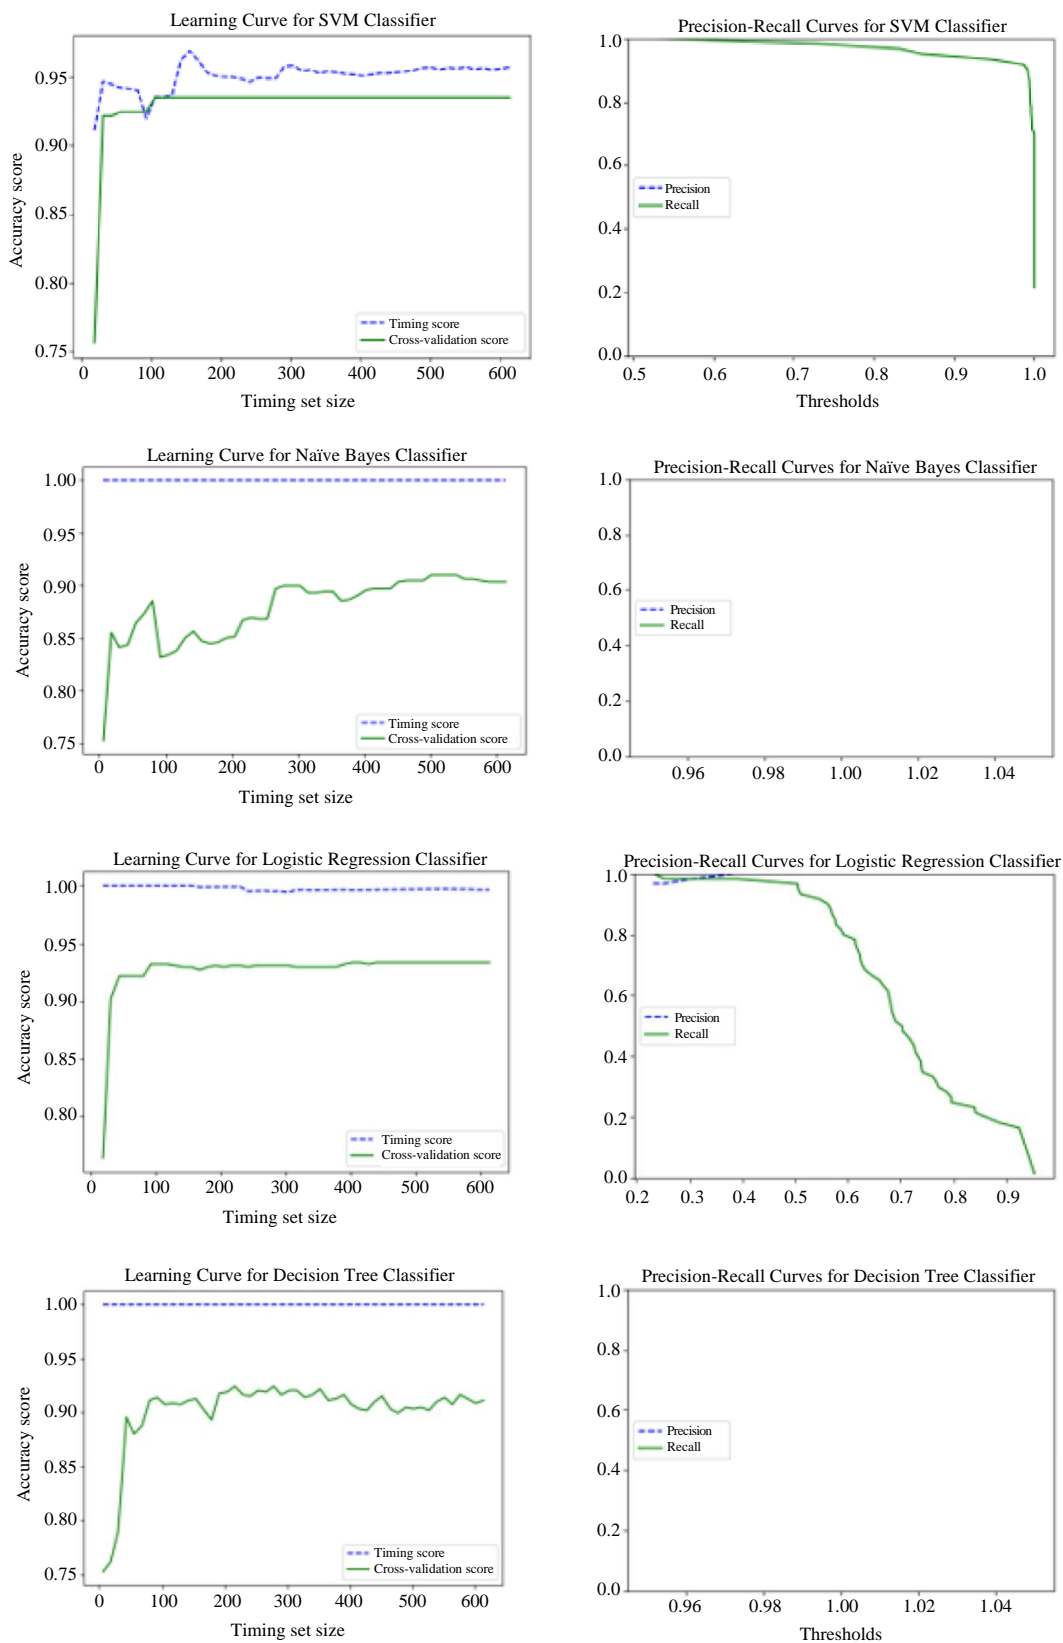 Learning Curve for SVM Classifier
Accuracy score
0.95
0.90
0.85
0.80
0.75
Timing score
Cross-validation score
0 100 200 300 400 500 600
Timing set size
Precision-Recall Curves for SVM Classifier
1.0
0.8
0.6
0.4
0.2
0.0
Precision
Recall
0.5 0.6 0.7 0.8 0.9 1.0
Thresholds
Learning Curve for Naïve Bayes Classifier
Accuracy score
1.00
0.95
0.90
0.85
0.80
0.75
Timing score
Cross-validation score
0 100 200 300 400 500 600
Timing set size
Precision-Recall Curves for Naïve Bayes Classifier
1.0
0.8
0.6
0.4
0.2
0.0
Precision
Recall
0.96 0.98 1.00 1.02 1.04
Learning Curve for Logistic Regression Classifier
Accuracy score
1.00
0.95
0.90
0.85
0.80
Timing score
Cross-validation score
0 100 200 300 400 500 600
Timing set size
Precision-Recall Curves for Logistic Regression Classifier
1.0
0.8
0.6
0.4
0.2
0.0
Precision
Recall
0.2 0.3 0.4 0.5 0.6 0.7 0.8 0.9
Learning Curve for Decision Tree Classifier
Accuracy score
1.00
0.95
0.90
0.85
0.80
0.75
Timing score
Cross-validation score
0 100 200 300 400 500 600
Timing set size
Precision-Recall Curves for Decision Tree Classifier
1.0
0.8
0.6
0.4
0.2
0.0
Precision
Recall
0.96 0.98 1.00 1.02 1.04
Thresholds